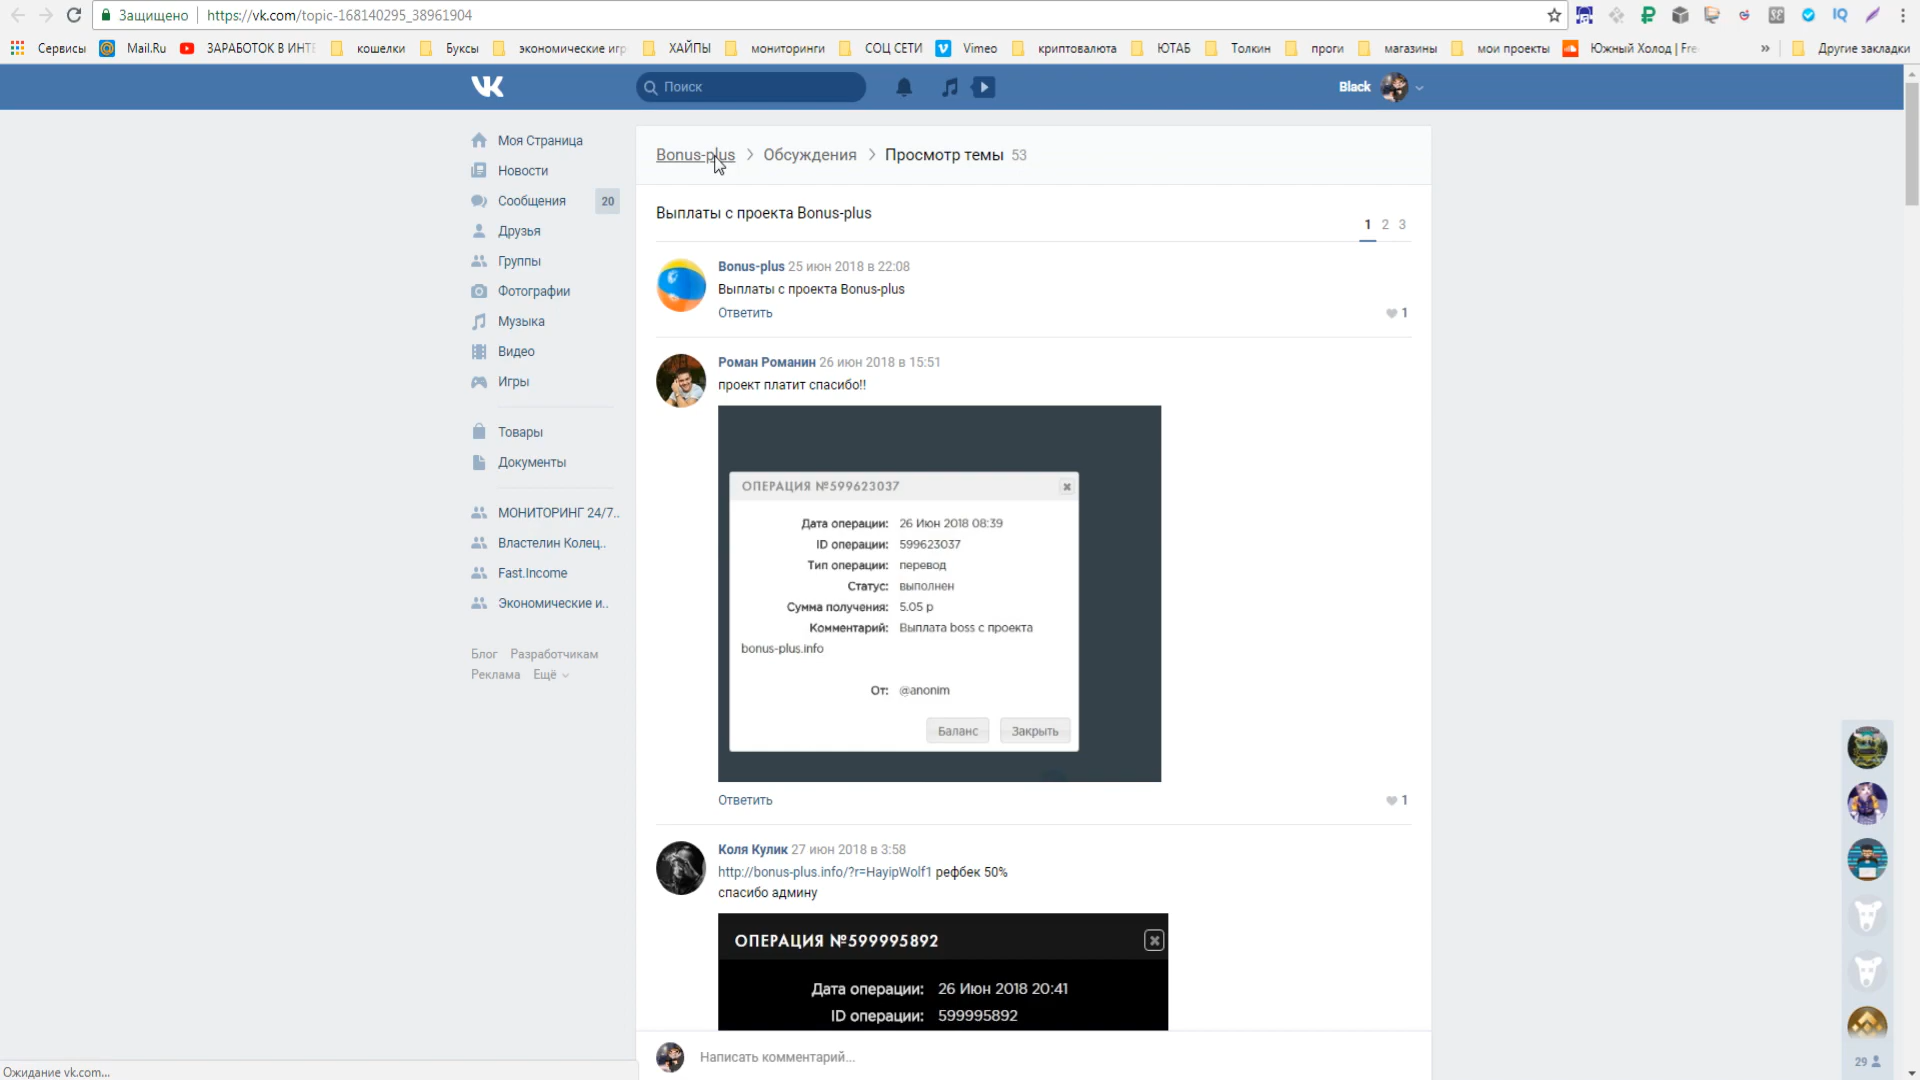 Защищено
https://vk.com/topic-168140295_38961904
Сервисы
Mail.Ru
ЗАРАБОТОК В ИНТЕ
кошелки
Буксы
экономические игр
ХАЙПЫ
мониторинги
СОЦ СЕТИ
Vimeo
криптовалюта
ЮТАБ
Толкин
проги
магазины
мои проекты
Южный Холод | Fre
»
Другие закладки
Поиск
Black
Моя Страница
Новости
Сообщения 20
Друзья
Группы
Фотографии
Музыка
Видео
Игры
Товары
Документы
МОНИТОРИНГ 24/7..
Властелин Колец..
Fast.Income
Экономические и..
Блог Разработчикам
Реклама Ещё
Bonus-plus > Обсуждения > Просмотр темы 53
Выплаты с проекта Bonus-plus
1 2 3
Bonus-plus 25 июн 2018 в 22:08
Выплаты с проекта Bonus-plus
Ответить
1
Роман Романин 26 июн 2018 в 15:51
проект платит спасибо!!
ОПЕРАЦИЯ №599623037
Дата операции: 26 Июн 2018 08:39
ID операции: 599623037
Тип операции: перевод
Статус: выполнен
Сумма получения: 5.05 р
Комментарий: Выплата boss с проекта
bonus-plus.info
От: @anonim
Баланс Закрыть
Ответить
1
Коля Кулик 27 июн 2018 в 3:58
http://bonus-plus.info/?r=HayipWolf1 рефбек 50%
спасибо админу
ОПЕРАЦИЯ №599995892
Дата операции: 26 Июн 2018 20:41
ID операции: 599995892
Написать комментарий...
29
Ожидание vk.com...